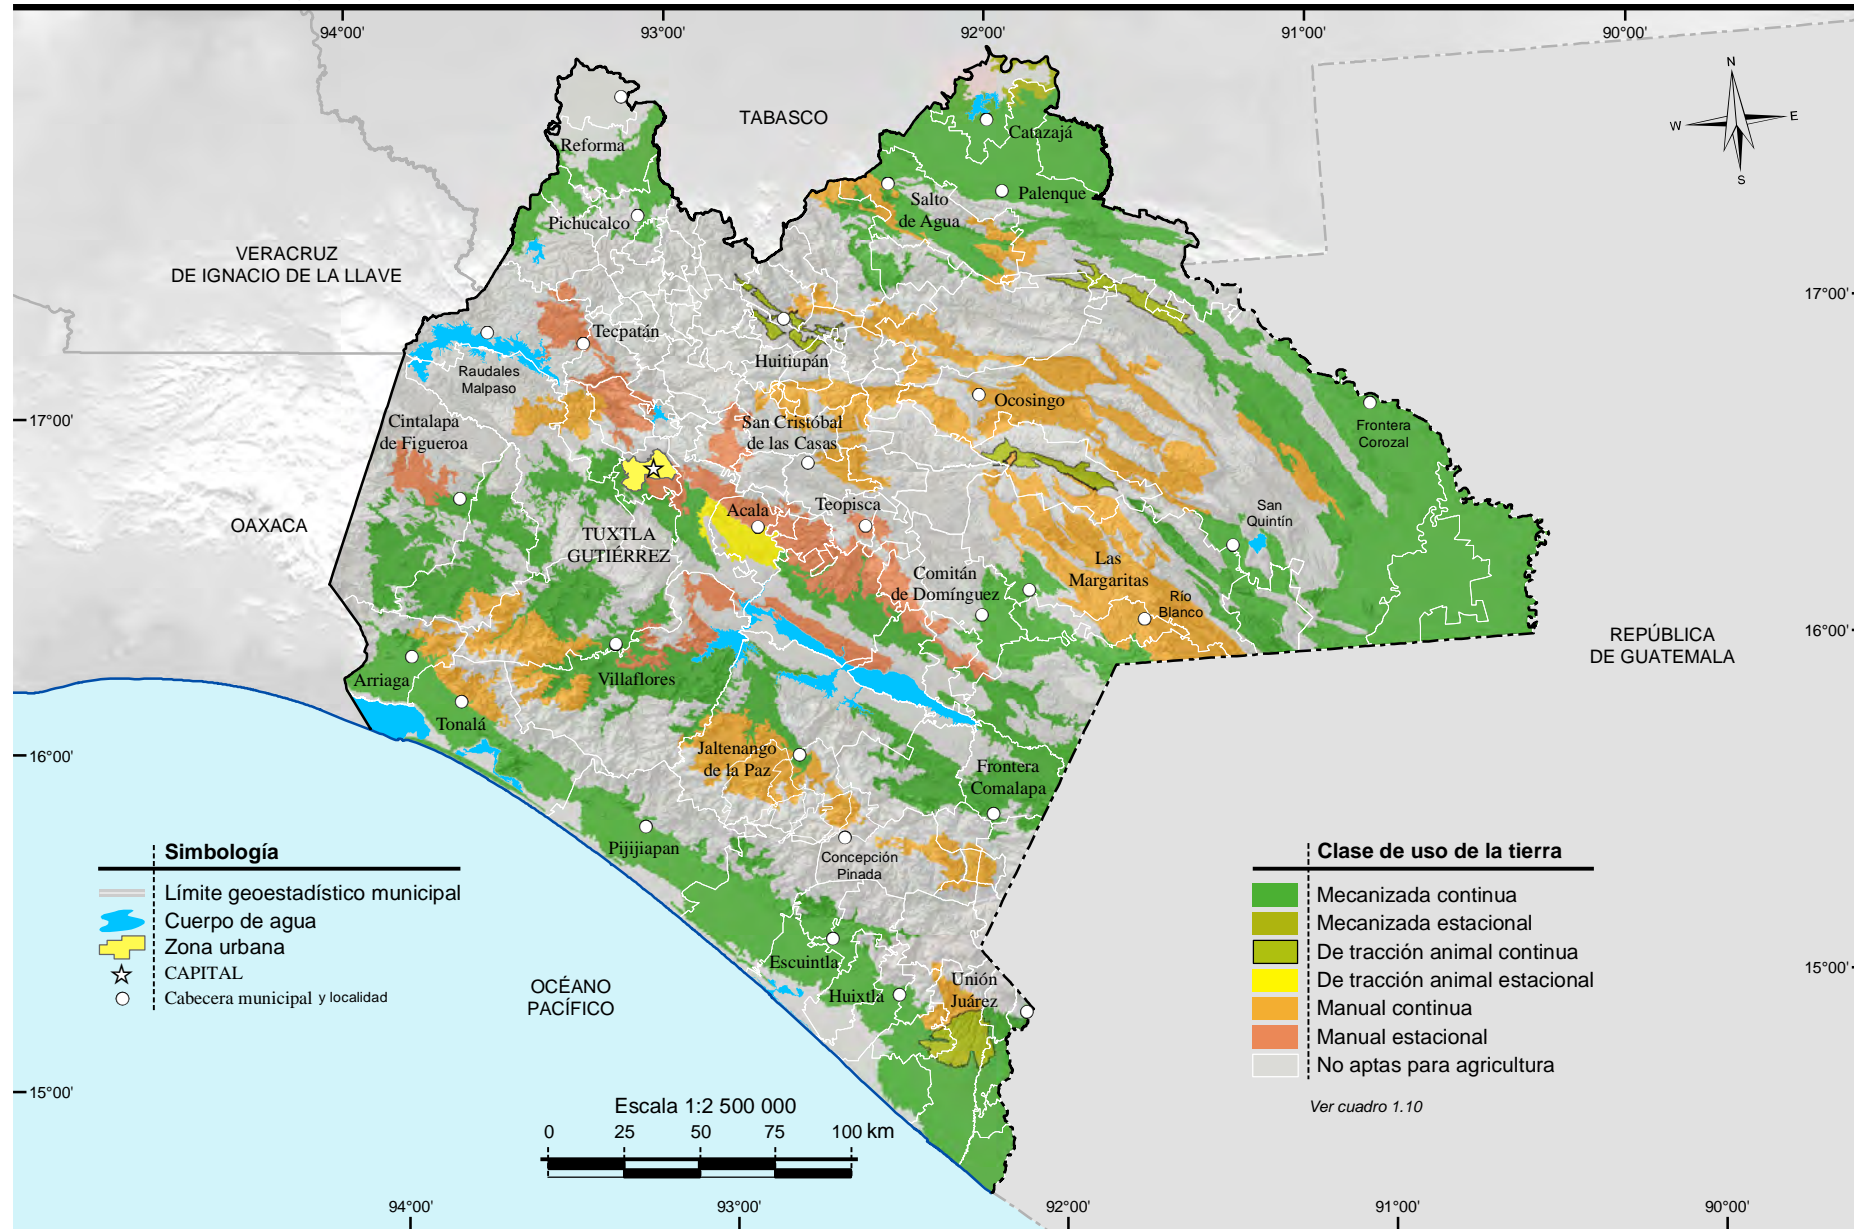 94°00'
93°00'
92°00'
91°00'
90°00'
N
W
E
S
TABASCO
Reforma
Catazajá
Palenque
Salto
de Agua
Pichucalco
VERACRUZ
DE IGNACIO DE LA LLAVE
17°00'
Tecpatán
Huitiupán
Raudales
Malpaso
Ocosingo
Cintalapa
de Figueroa
San Cristóbal
de las Casas
Frontera
Corozal
17°00'
OAXACA
Acala
Teopisca
San
Quintín
TUXTLA
GUTIÉRREZ
Las
Margaritas
Comitán
de Domínguez
Río
Blanco
16°00'
REPÚBLICA
DE GUATEMALA
Arriaga
Villaflores
Tonalá
16°00'
Jaltenango
de la Paz
Frontera
Comalapa
Pijijiapan
Concepción
Pinada
Simbología
Límite geoestadístico municipal
Cuerpo de agua
Zona urbana
CAPITAL
Cabecera municipal y localidad
Clase de uso de la tierra
Mecanizada continua
Mecanizada estacional
De tracción animal continua
De tracción animal estacional
Manual continua
Manual estacional
No aptas para agricultura
Ver cuadro 1.10
Escuintla
Huixtla
Unión
Juárez
15°00'
OCÉANO
PACÍFICO
15°00'
Escala 1:2 500 000
0 25 50 75 100 km
94°00'
93°00'
92°00'
91°00'
90°00'